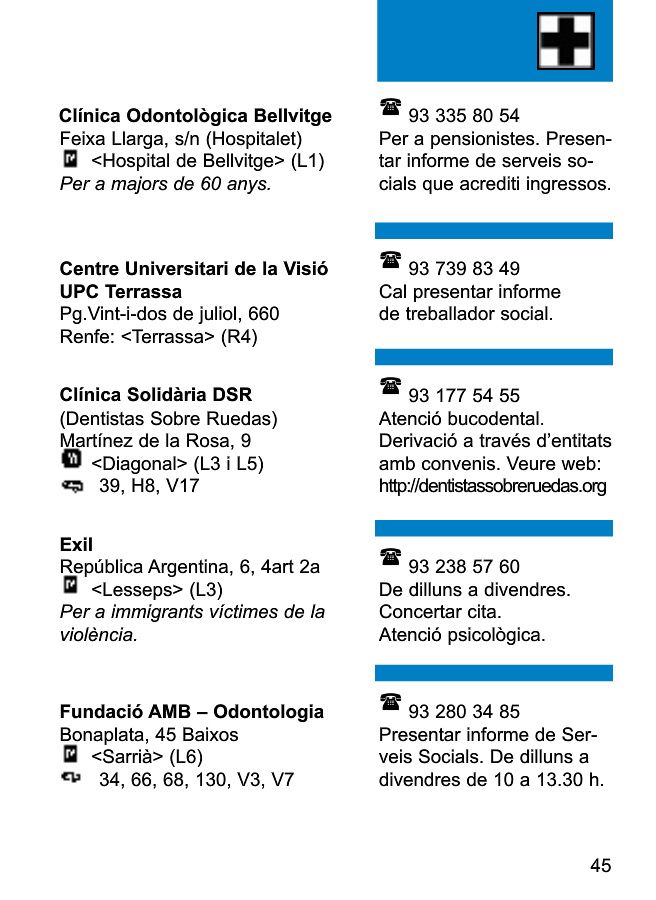 Clínica Odontològica Bellvitge
Feixa Llarga, s/n (Hospitalet)
<Hospital de Bellvitge> (L1)
Per a majors de 60 anys.
93 335 80 54
Per a pensionistes. Presen-
tar informe de serveis so-
cials que acrediti ingressos.
Centre Universitari de la Visió
UPC Terrassa
Pg.Vint-i-dos de juliol, 660
Renfe: <Terrassa> (R4)
93 739 83 49
Cal presentar informe
de treballador social.
Clínica Solidària DSR
(Dentistas Sobre Ruedas)
Martínez de la Rosa, 9
<Diagonal> (L3 i L5)
39, H8, V17
93 177 54 55
Atenció bucodental.
Derivació a través d’entitats
amb convenis. Veure web:
http://dentistassobreruedas.org
Exil
República Argentina, 6, 4art 2a
<Lesseps> (L3)
Per a immigrants víctimes de la
violència.
93 238 57 60
De dilluns a divendres.
Concertar cita.
Atenció psicològica.
Fundació AMB – Odontologia
Bonaplata, 45 Baixos
<Sarrià> (L6)
34, 66, 68, 130, V3, V7
93 280 34 85
Presentar informe de Ser-
veis Socials. De dilluns a
divendres de 10 a 13.30 h.
45